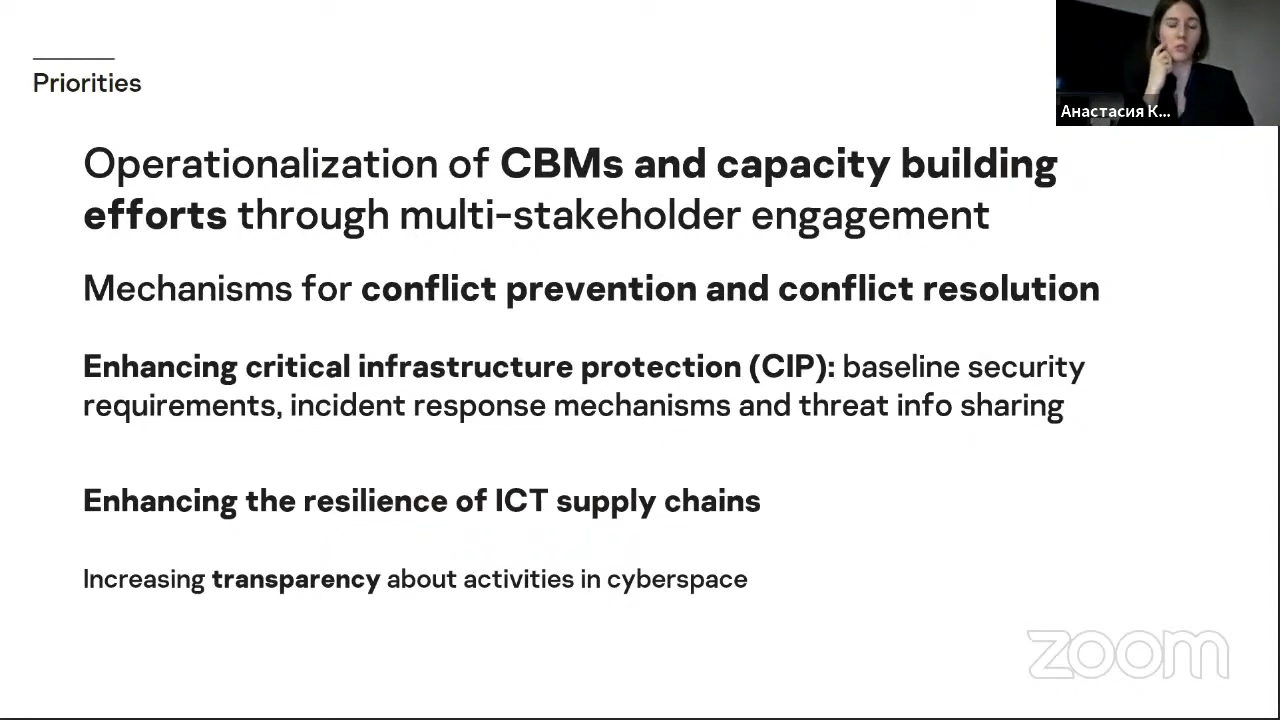 Priorities
Анастасия К...
Operationalization of CBMs and capacity building
efforts through multi-stakeholder engagement
Mechanisms for conflict prevention and conflict resolution
Enhancing critical infrastructure protection (CIP): baseline security
requirements, incident response mechanisms and threat info sharing
Enhancing the resilience of ICT supply chains
Increasing transparency about activities in cyberspace
zoom